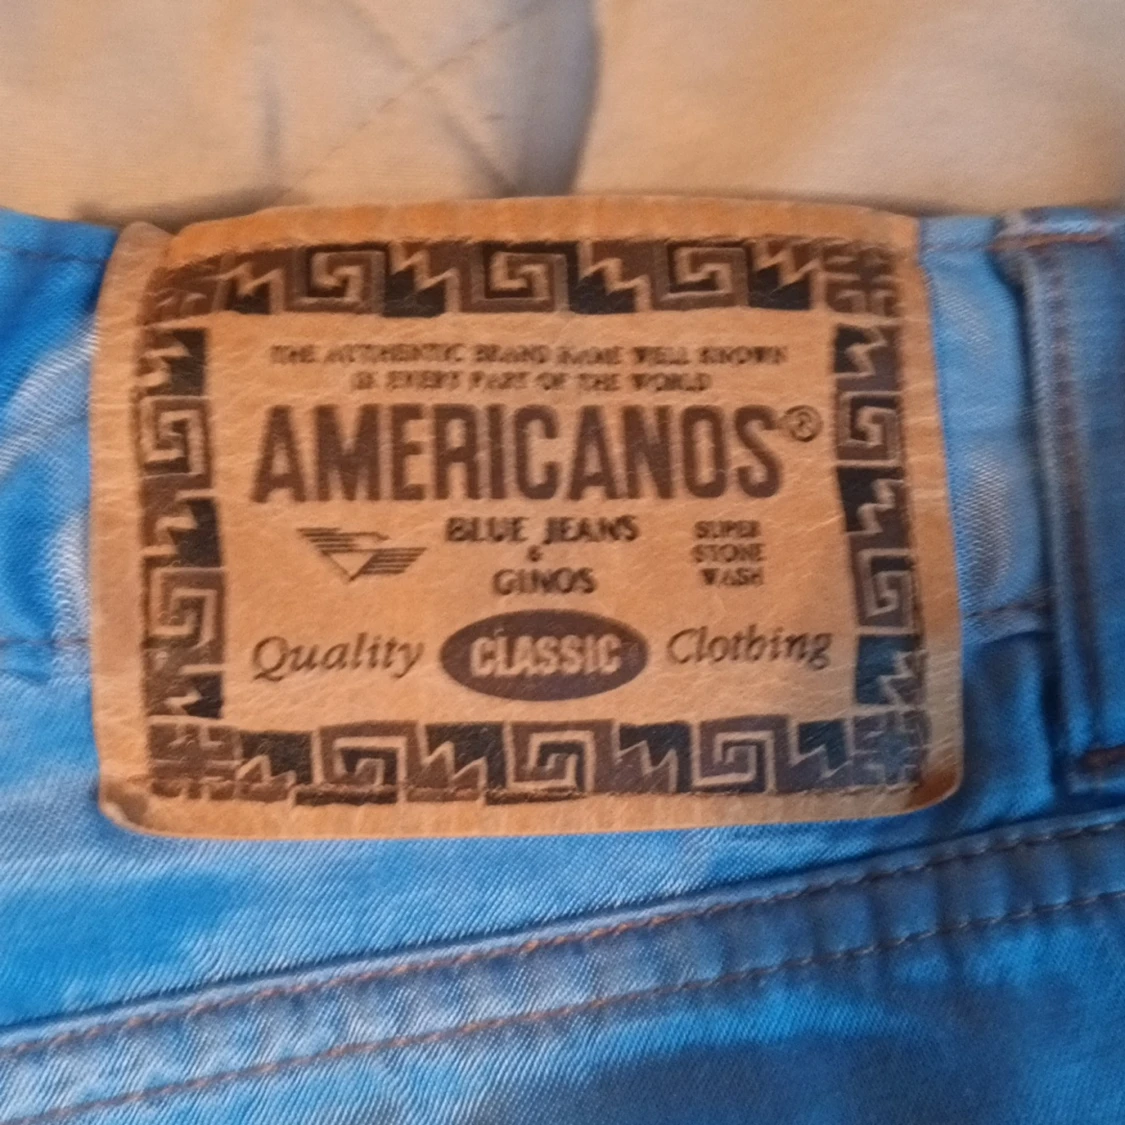 THE AUTHENTIC BRAND NAME WELL KNOWN
IN EVERY PART OF THE WORLD
AMERICANOS®
BLUE JEANS
&
GINOS
SUPER
STONE
WASH
Quality CLASSIC Clothing